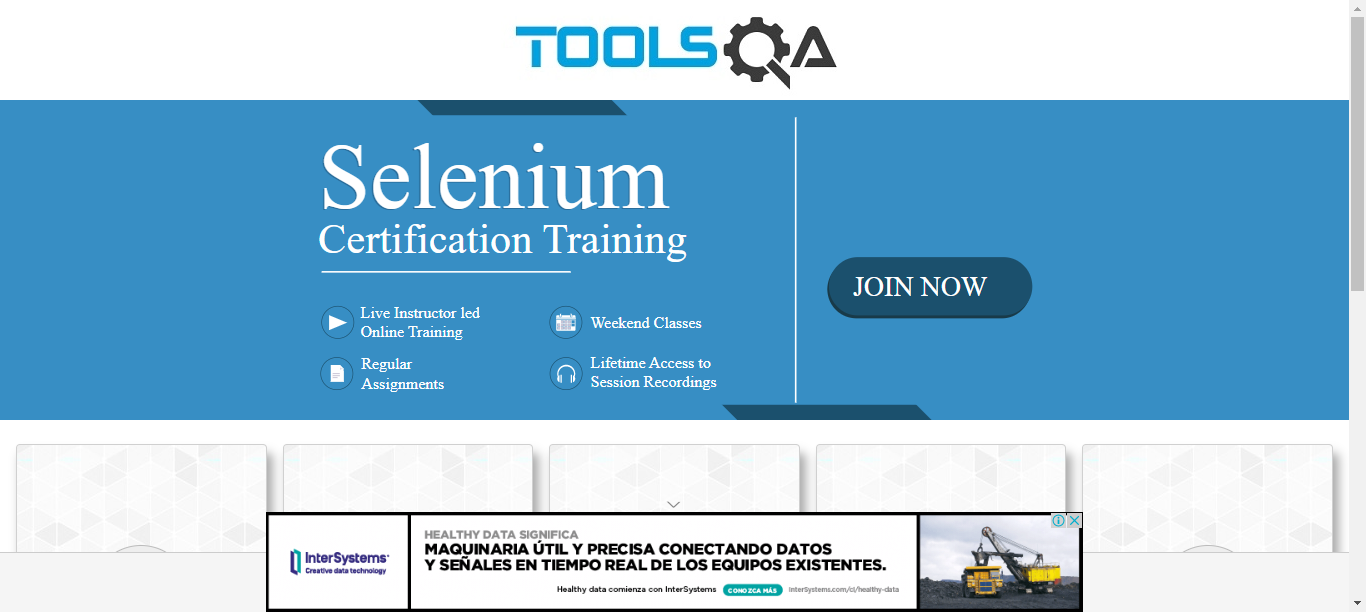 TOOLSQA
Selenium
Certification Training
Live Instructor led
Online Training
Weekend Classes
Regular
Assignments
Lifetime Access to
Session Recordings
JOIN NOW
InterSystems
Creative data technology
HEALTHY DATA SIGNIFICA
MAQUINARIA ÚTIL Y PRECISA CONECTANDO DATOS
Y SEÑALES EN TIEMPO REAL DE LOS EQUIPOS EXISTENTES.
Healthy data comienza con InterSystems CONOZCA MÁS InterSystems.com/cl/healthy-data